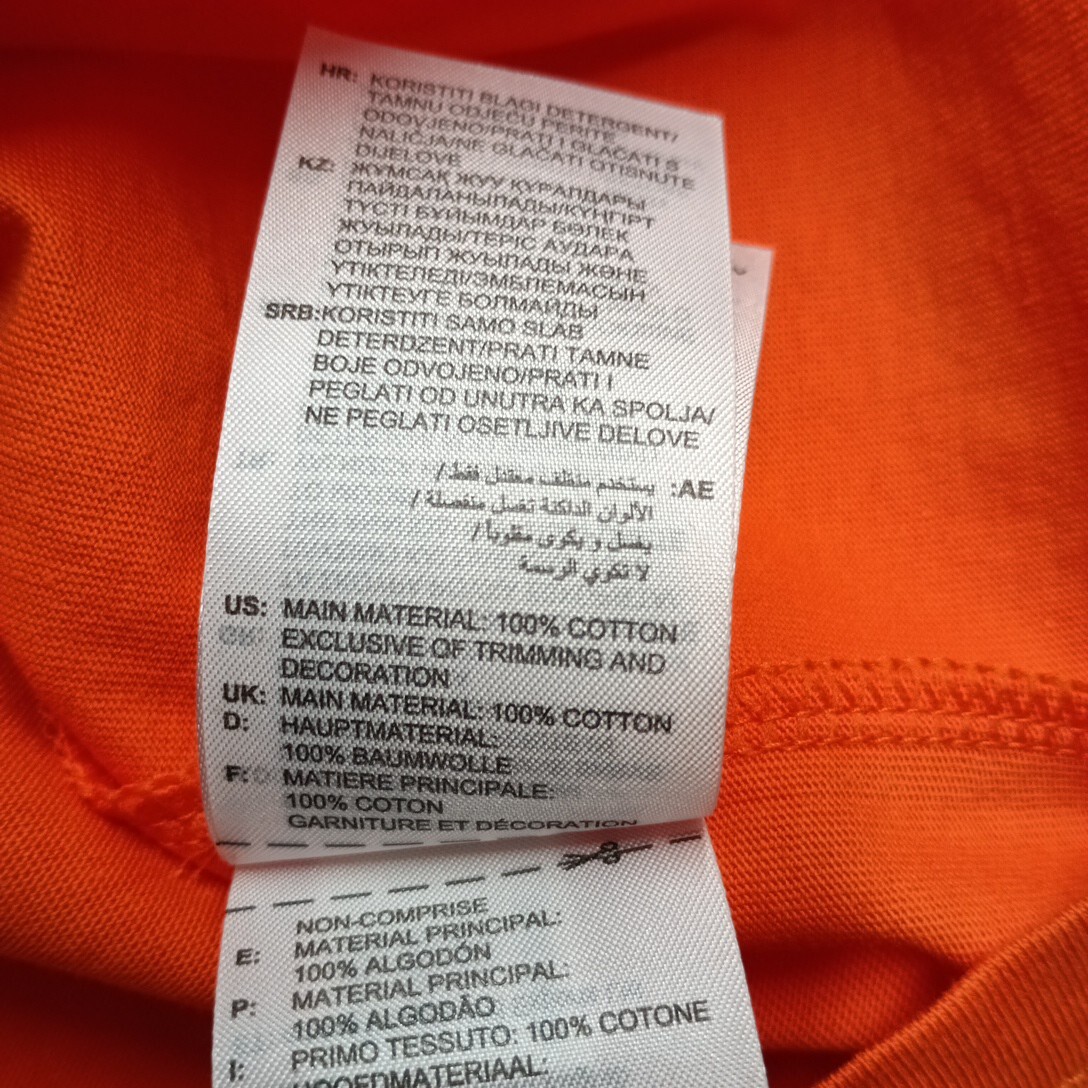 HR: KORISTITI BLAGI DETERGENT/
TAMNU ODJEĆU PERITE
ODOVJENO/PRATI I GLAČATI S
NALIČJA/NE GLAČATI OTISNUTE
DIJELOVE
KZ: ЖҰМСАҚ ЖУУ ҚҰРАЛДАРЫ
ПАЙДАЛАНЫЛАДЫ/КҮҢГІРТ
ТҮСТІ БҰЙЫМДАР БӨЛЕК
ЖУЫЛАДЫ/ТЕРІС АУДАРА
ОТЫРЫП ЖУЫЛАДЫ ЖӘНЕ
ҮТІКТЕЛЕДІ/ЭМБЛЕМАСЫН
ҮТІКТЕУГЕ БОЛМАЙДЫ
SRB:KORISTITI SAMO SLAB
DETERDZENT/PRATI TAMNE
BOJE ODVOJENO/PRATI I
PEGLATI OD UNUTRA KA SPOLJA/
NE PEGLATI OSETLJIVE DELOVE
AE: يستخدم منظف معتدل فقط/
الألوان الداكنة تغسل منفصلة/
يغسل و يكوى مقلوباً/
لا تكوي الرسمة
US: MAIN MATERIAL: 100% COTTON
EXCLUSIVE OF TRIMMING AND
DECORATION
UK: MAIN MATERIAL: 100% COTTON
D: HAUPTMATERIAL:
100% BAUMWOLLE
F: MATIERE PRINCIPALE:
100% COTON
GARNITURE ET DÉCORATION
NON-COMPRISE
E: MATERIAL PRINCIPAL:
100% ALGODÓN
P: MATERIAL PRINCIPAL:
100% ALGODÃO
I: PRIMO TESSUTO: 100% COTONE
HOOFDMATERIAAL: